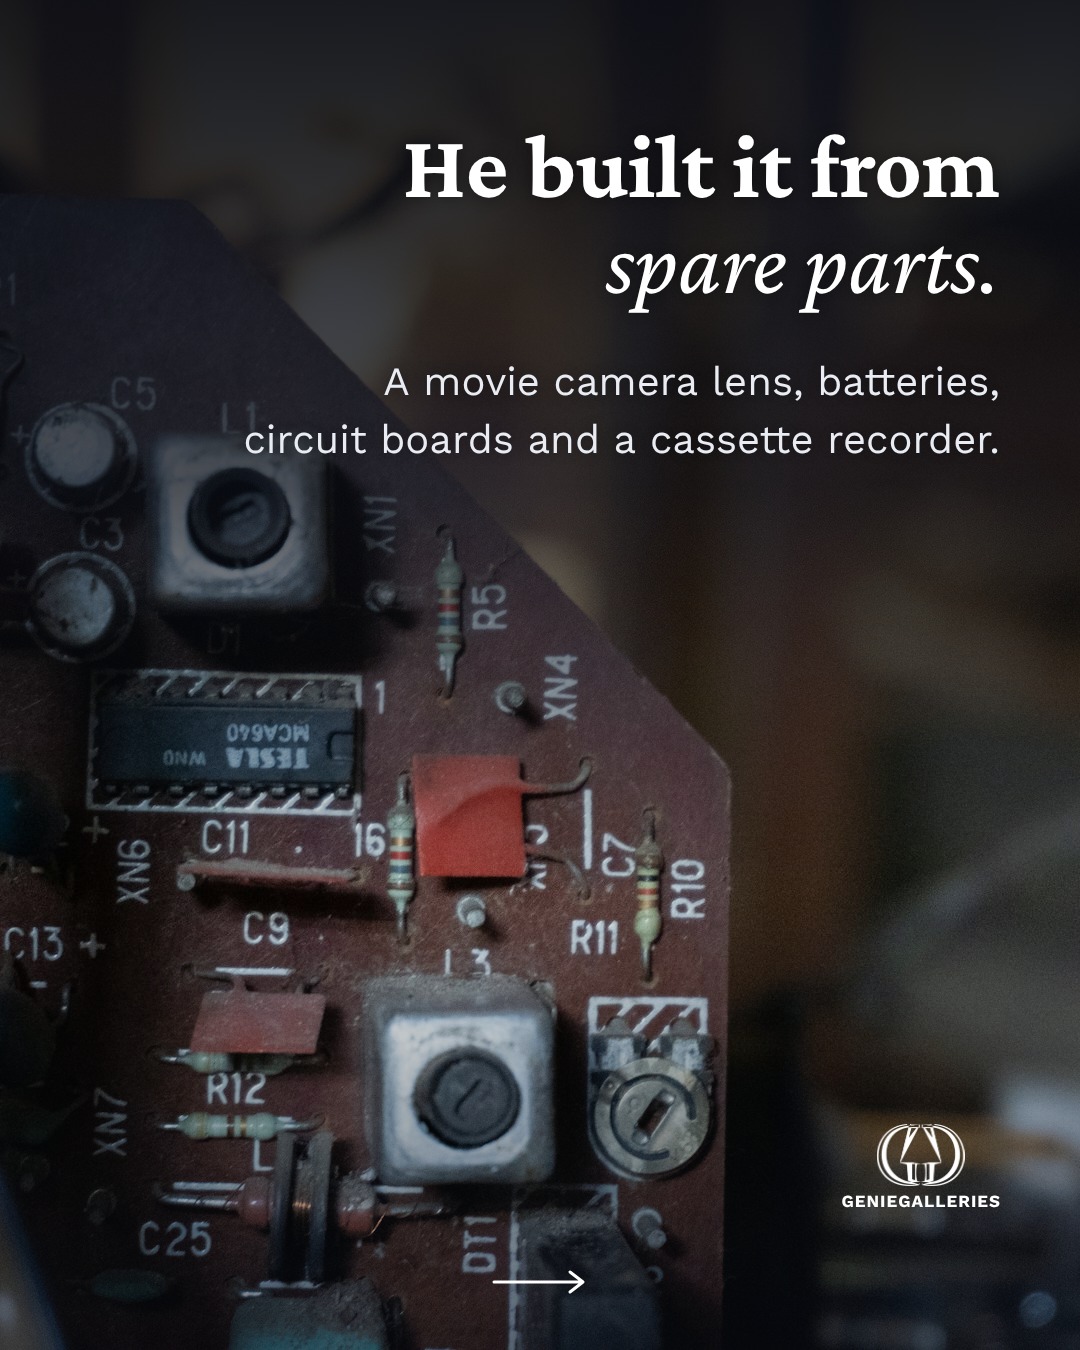 He built it from
spare parts.
A movie camera lens, batteries,
circuit boards and a cassette recorder.
C5
L1
C3
XN1
R5
D1
XN4
1
MCA640
TESLA WN0
C11
16
XN6
C7
R10
C9
R11
C13
L3
R12
XN7
L
C25
DT1
GENIEGALLERIES